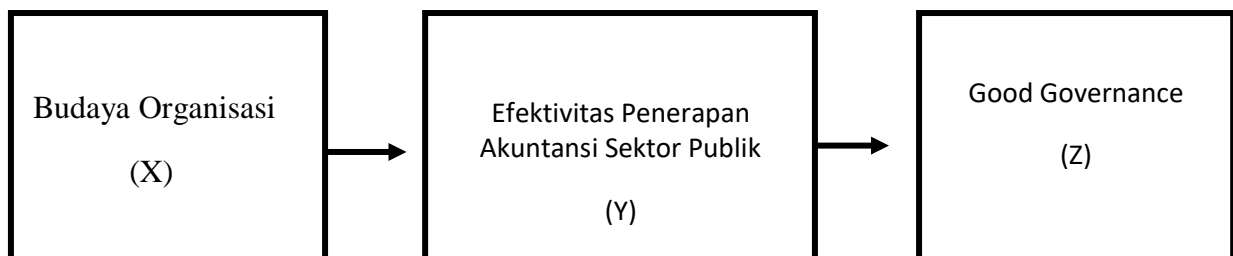 Budaya Organisasi
(X)
Efektivitas Penerapan
Akuntansi Sektor Publik
(Y)
Good Governance
(Z)